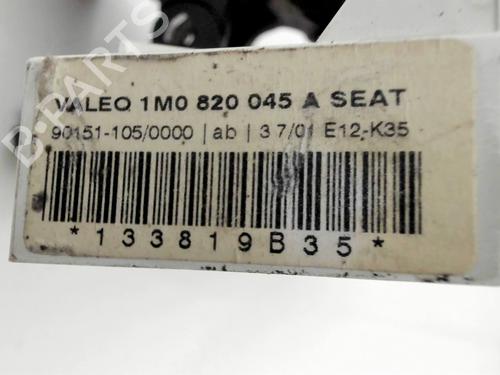 B-PARTS
VALEO 1M0 820 045 A SEAT
90151-105/0000 | ab | 3 7/01 E12-K35
*133819B35*